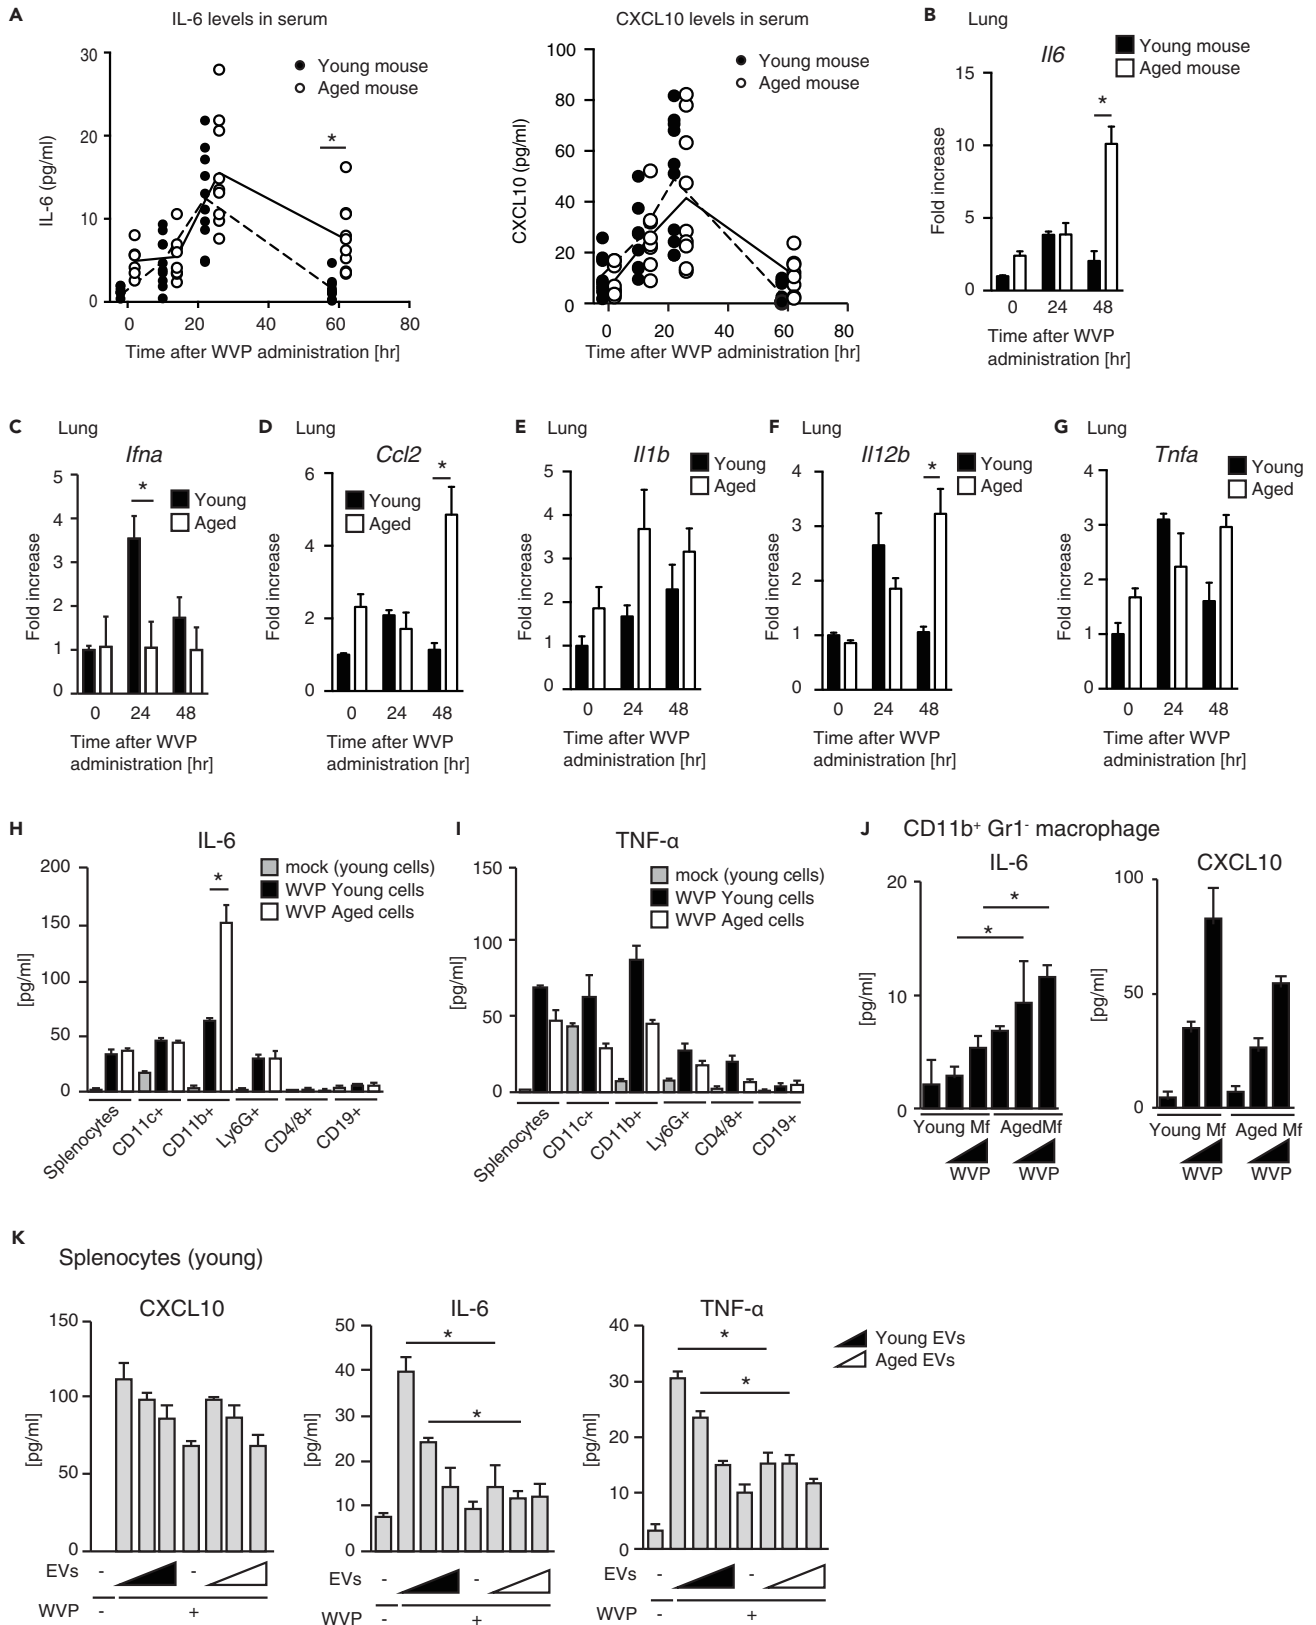 A
IL-6 levels in serum
30
20
10
0
IL-6 (pg/ml)
Young mouse
Aged mouse
*
0 20 40 60 80
Time after WVP administration [hr]
CXCL10 levels in serum
100
80
60
40
20
0
CXCL10 (pg/ml)
Young mouse
Aged mouse
0 20 40 60 80
Time after WVP administration [hr]
B Lung
Il6
Young mouse
Aged mouse
15
10
5
0
Fold increase
*
0 24 48
Time after WVP
administration [hr]
C Lung
Ifna
5
4
3
2
1
0
Fold increase
*
Young
Aged
0 24 48
Time after WVP
administration [hr]
D Lung
Ccl2
6
4
2
0
Fold increase
*
Young
Aged
0 24 48
Time after WVP
administration [hr]
E Lung
Il1b
5
4
3
2
1
0
Fold increase
Young
Aged
0 24 48
Time after WVP
administration [hr]
F Lung
Il12b
4
3
2
1
0
Fold increase
*
Young
Aged
0 24 48
Time after WVP
administration [hr]
G Lung
Tnfa
4
3
2
1
0
Fold increase
Young
Aged
0 24 48
Time after WVP
administration [hr]
H
IL-6
200
150
100
50
0
[pg/ml]
*
mock (young cells)
WVP Young cells
WVP Aged cells
Splenocytes
CD11c+
CD11b+
Ly6G+
CD4/8+
CD19+
I
TNF-α
150
100
50
0
[pg/ml]
mock (young cells)
WVP Young cells
WVP Aged cells
Splenocytes
CD11c+
CD11b+
Ly6G+
CD4/8+
CD19+
J CD11b⁺ Gr1⁻ macrophage
IL-6
20
10
0
[pg/ml]
*
*
Young Mf AgedMf
WVP WVP
CXCL10
100
50
0
[pg/ml]
Young Mf Aged Mf
WVP WVP
K
Splenocytes (young)
CXCL10
150
100
50
0
[pg/ml]
EVs - -
WVP - +
IL-6
50
40
30
20
10
0
[pg/ml]
*
*
EVs - -
WVP - +
TNF-α
40
30
20
10
0
[pg/ml]
*
*
EVs - -
WVP - +
Young EVs
Aged EVs